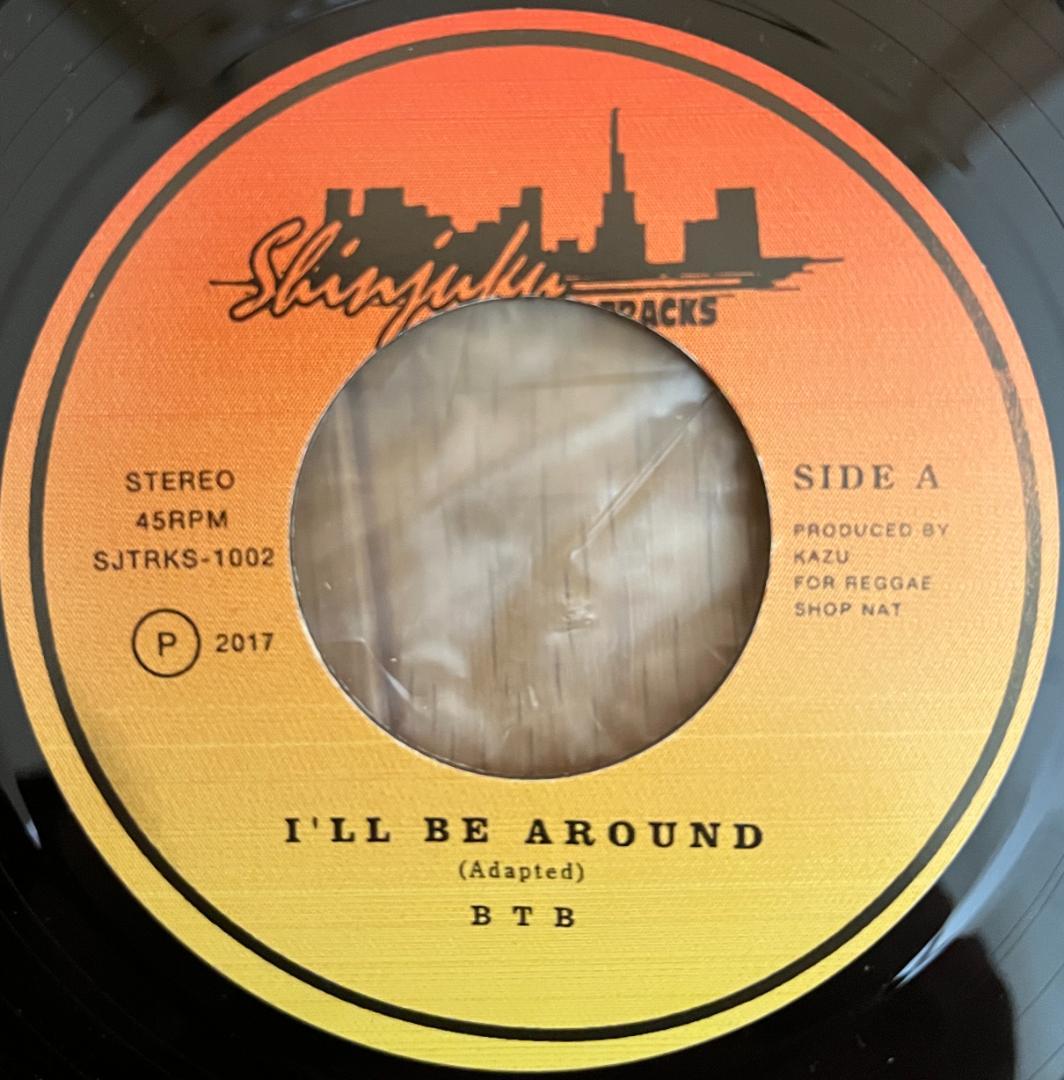 Shinjuku
RACKS
STEREO
45RPM
SJTRKS-1002
P 2017
SIDE A
PRODUCED BY
KAZU
FOR REGGAE
SHOP NAT
I'LL BE AROUND
(Adapted)
B T B